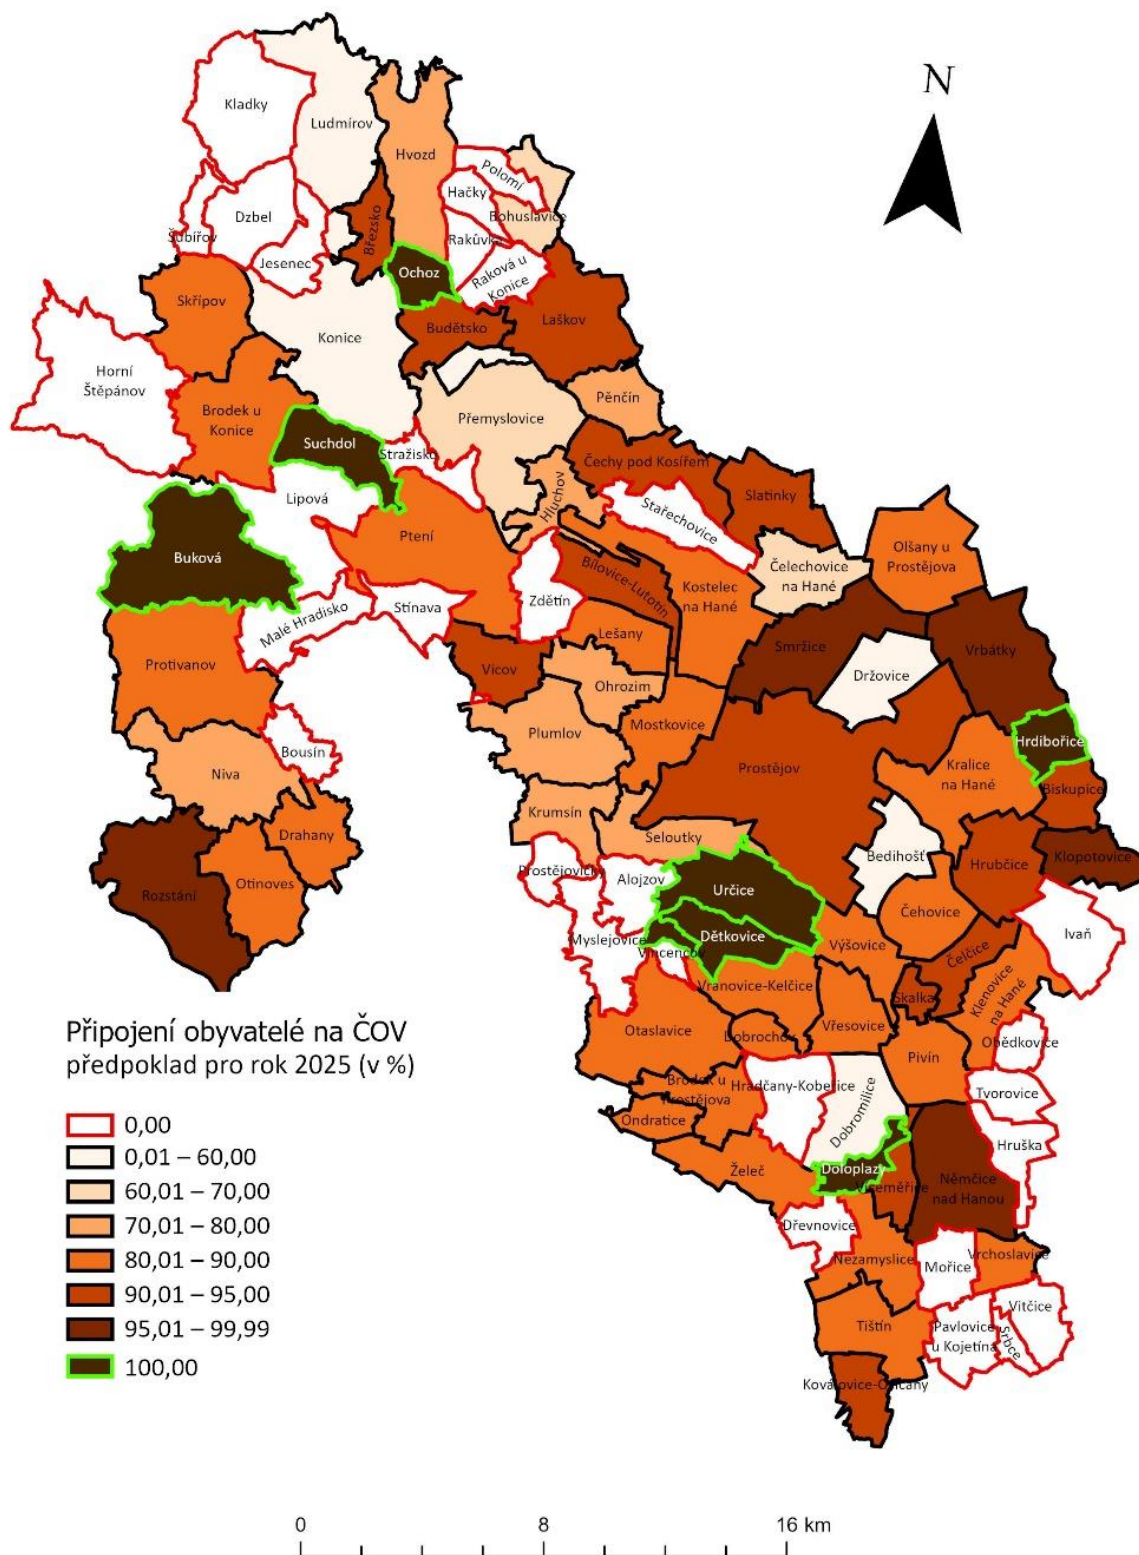 N
Kladky
Ludmírov
Hvozd
Polomí
Hačky
Bohuslavice
Dzbel
Březsko
Šubířov
Rakůvka
Jesenec
Ochoz
Raková u
Konice
Skřípov
Budětsko
Laškov
Konice
Horní
Štěpánov
Pěnčín
Přemyslovice
Brodek u
Konice
Suchdol
Stražisko
Čechy pod Kosířem
Slatinky
Hluchov
Lipová
Stařechovice
Ptení
Olšany u
Prostějova
Buková
Čelechovice
na Hané
Bílovice-Lutotín
Kostelec
na Hané
Zdětín
Malé Hradisko
Stínava
Lešany
Smržice
Vrbátky
Protivanov
Vícov
Držovice
Ohrozim
Mostkovice
Plumlov
Hrdibořice
Bousín
Prostějov
Kralice
na Hané
Niva
Biskupice
Krumsín
Drahany
Seloutky
Bedihošť
Hrubčice
Klopotovice
Prostějovičky
Alojzov
Určice
Otinoves
Rozstání
Čehovice
Ivaň
Myslejovice
Dětkovice
Vincencov
Výšovice
Čelčice
Vranovice-Kelčice
Skalka
Klenovice
na Hané
Otaslavice
Dobrochov
Vřesovice
Obědkovice
Pivín
Brodek u
Prostějova
Hradčany-Kobeřice
Tvorovice
Dobromilice
Ondratice
Hruška
Želeč
Doloplazy
Víceměřice
Němčice
nad Hanou
Dřevnovice
Nezamyslice
Vrchoslavice
Mořice
Vitčice
Tištín
Pavlovice
u Kojetína
Srbce
Koválovice-Osíčany
Připojení obyvatelé na ČOV
předpoklad pro rok 2025 (v %)
0,00
0,01 – 60,00
60,01 – 70,00
70,01 – 80,00
80,01 – 90,00
90,01 – 95,00
95,01 – 99,99
100,00
0 8 16 km